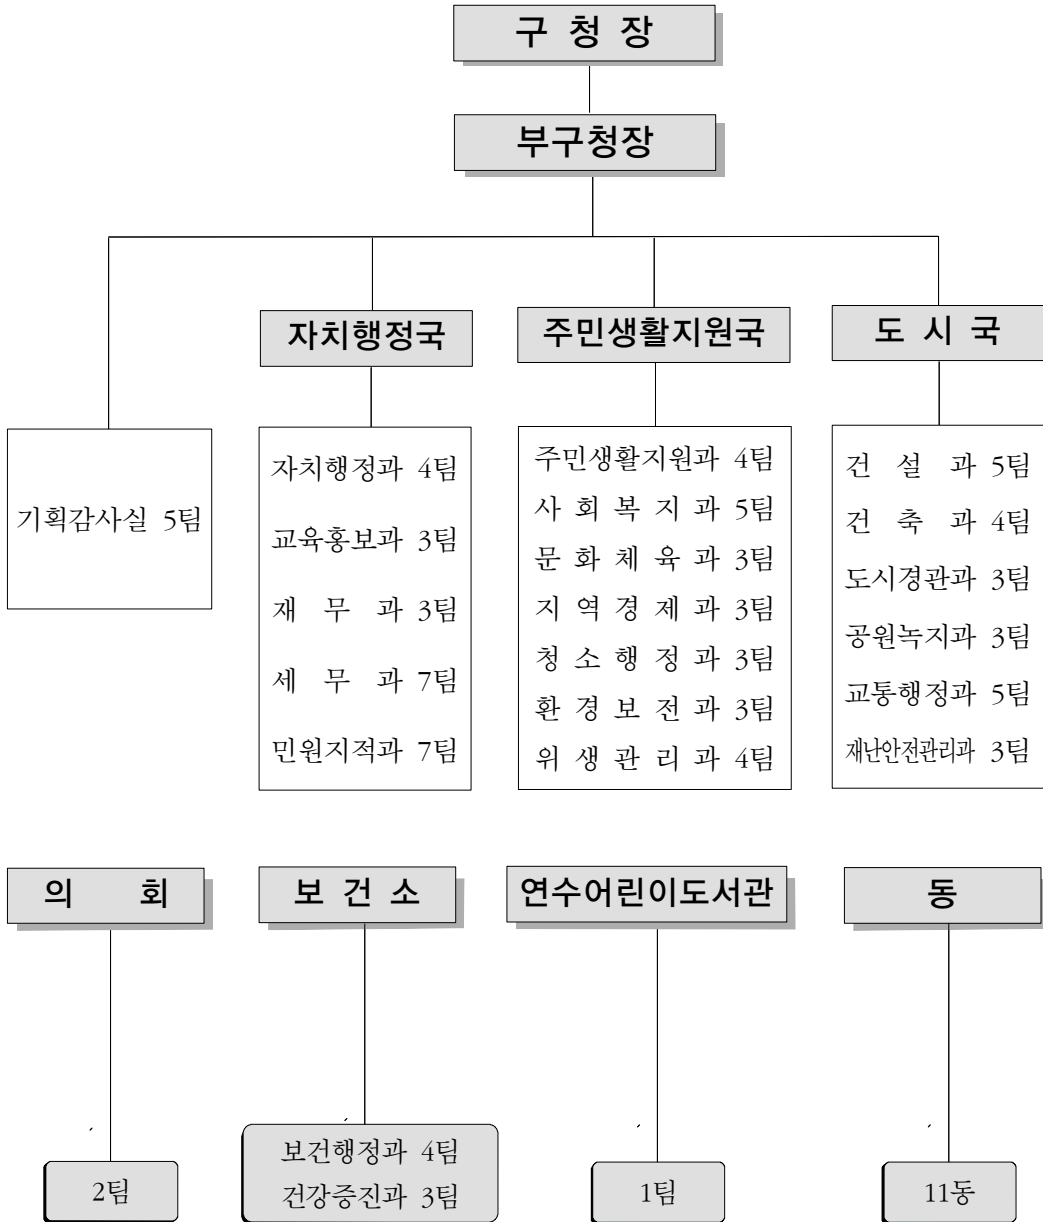 구 청 장
부구청장
자치행정국
주민생활지원국
도 시 국
기획감사실 5팀
자치행정과 4팀
교육홍보과 3팀
재 무 과 3팀
세 무 과 7팀
민원지적과 7팀
주민생활지원과 4팀
사 회 복 지 과 5팀
문 화 체 육 과 3팀
지 역 경 제 과 3팀
청 소 행 정 과 3팀
환 경 보 전 과 3팀
위 생 관 리 과 4팀
건 설 과 5팀
건 축 과 4팀
도시경관과 3팀
공원녹지과 3팀
교통행정과 5팀
재난안전관리과 3팀
의 회
보 건 소
연수어린이도서관
동
2팀
보건행정과 4팀
건강증진과 3팀
1팀
11동